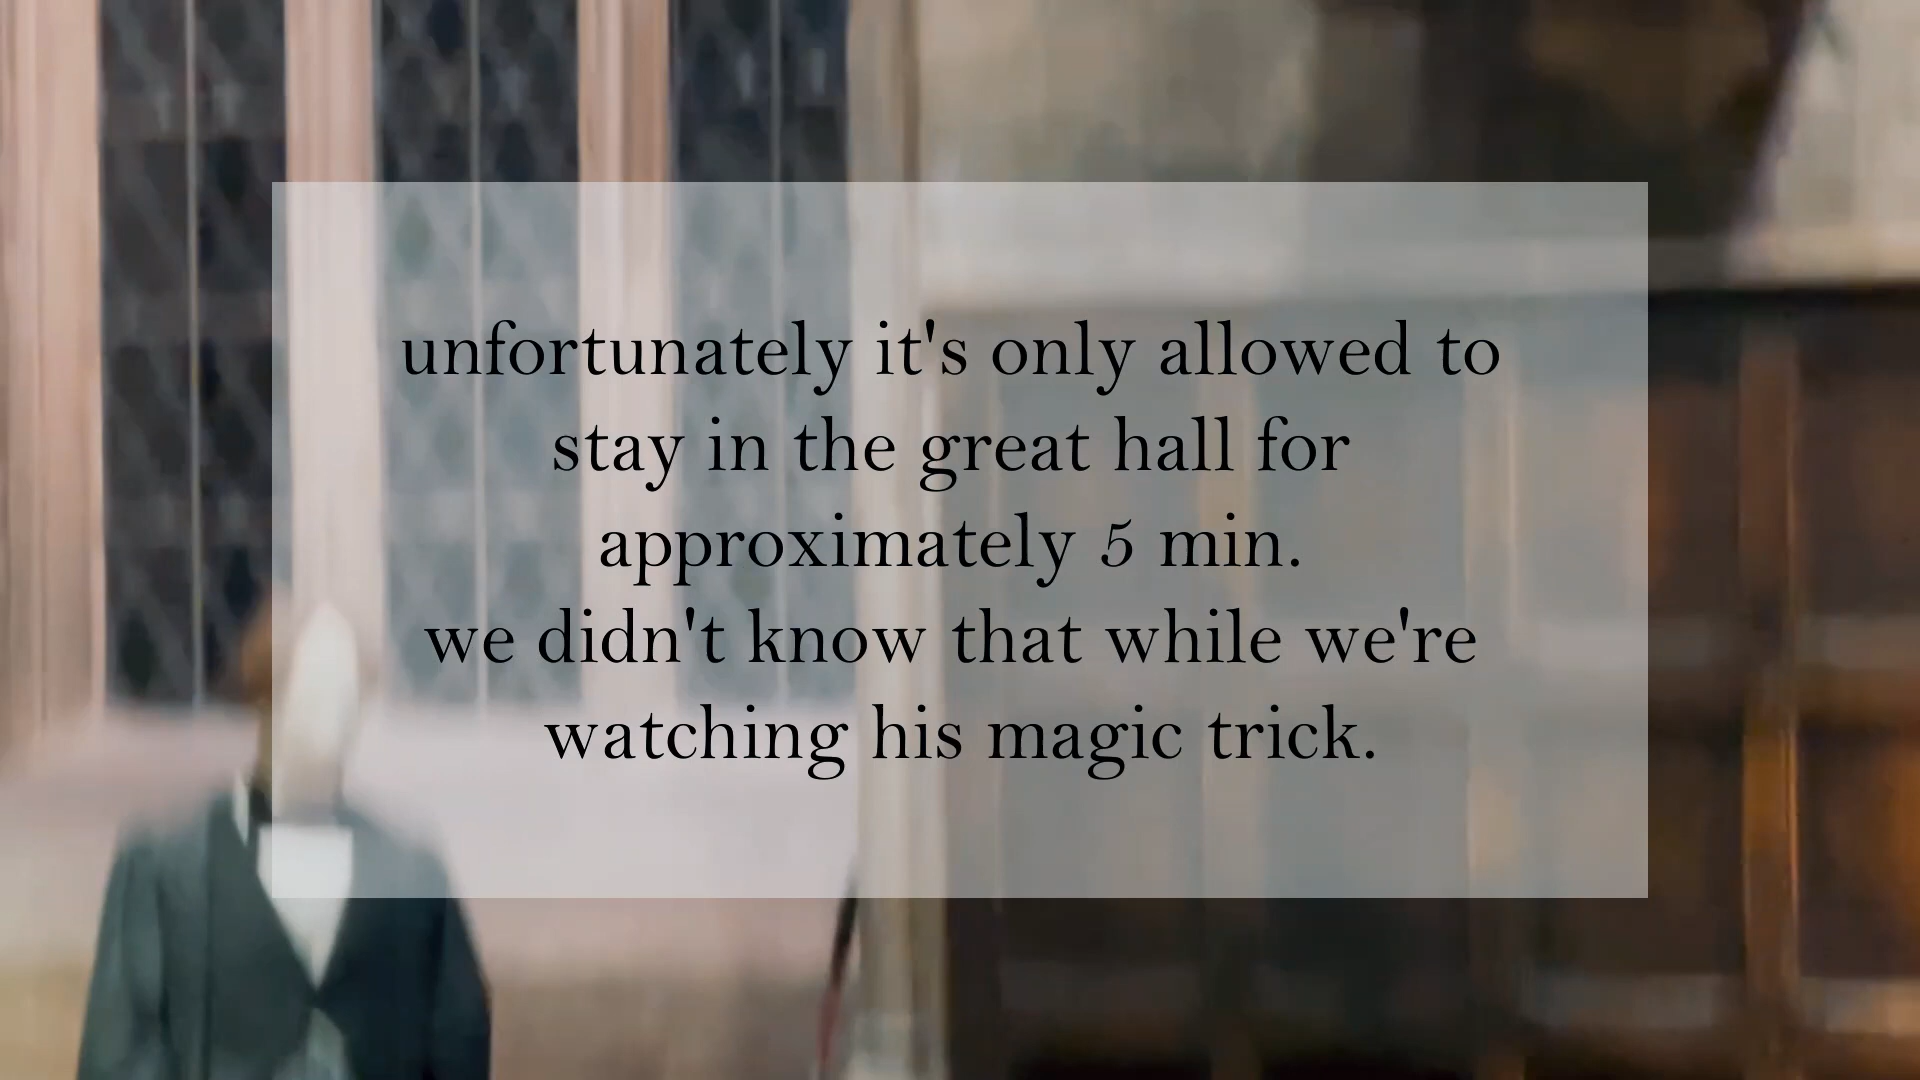 unfortunately it's only allowed to
stay in the great hall for
approximately 5 min.
we didn't know that while we're
watching his magic trick.